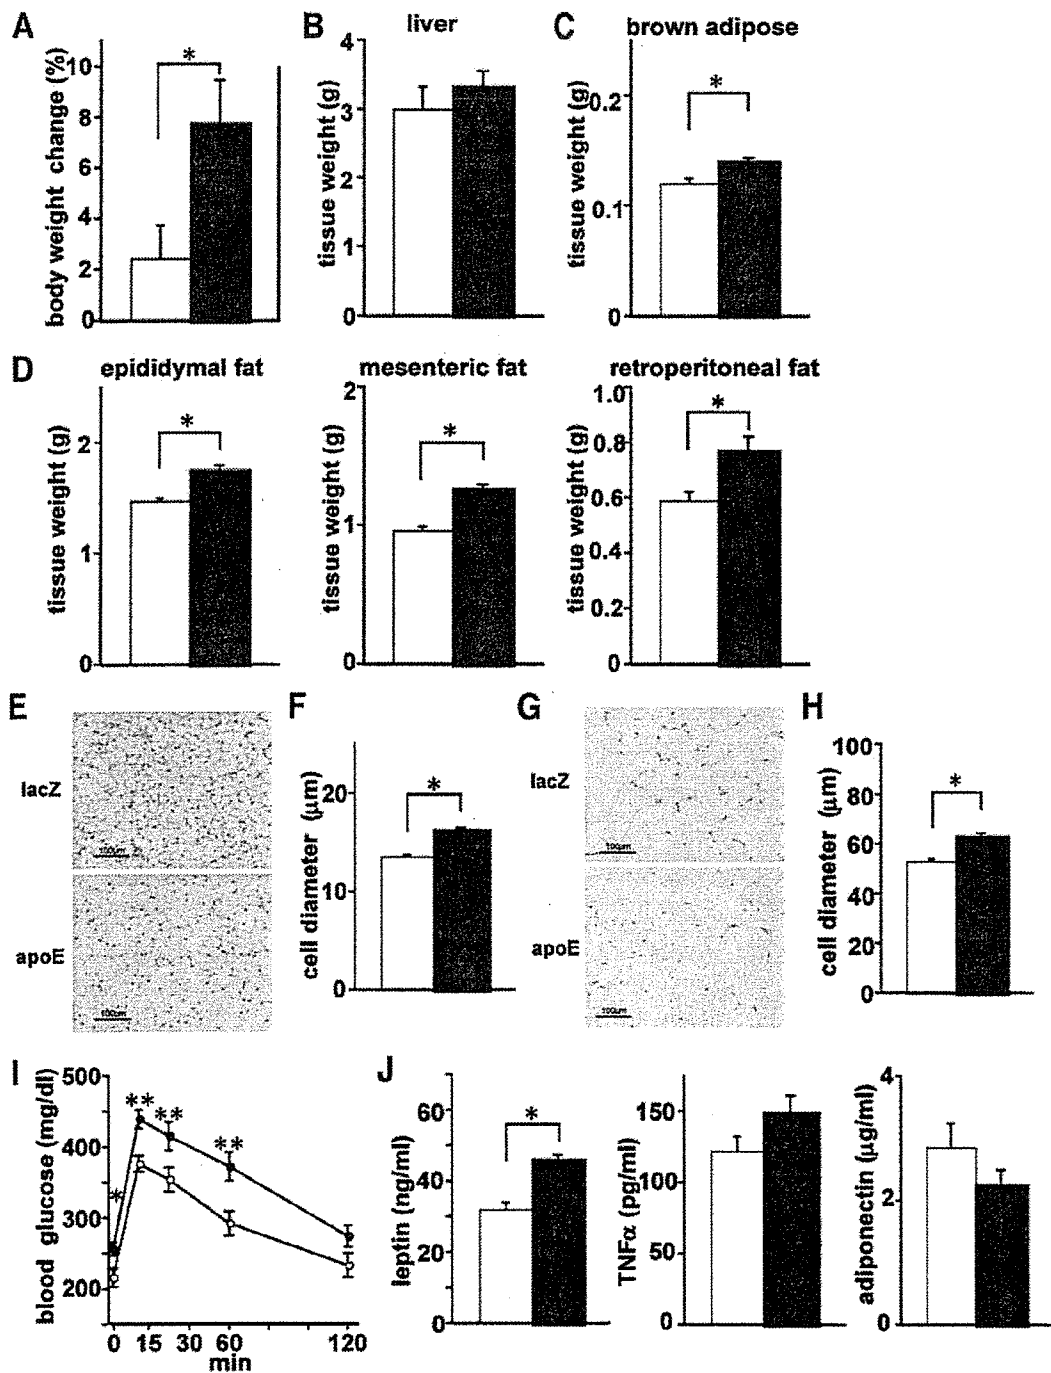 A
body weight change (%)
10
8
6
4
2
0
*
B
liver
tissue weight (g)
4
3
2
1
0
C
brown adipose
tissue weight (g)
0.2
0.1
0
*
D
epididymal fat
tissue weight (g)
2
1
0
*
mesenteric fat
tissue weight (g)
2
1
0
*
retroperitoneal fat
tissue weight (g)
1.0
0.8
0.6
0.4
0.2
0
*
E
lacZ
100μm
apoE
100μm
F
cell diameter (μm)
20
10
0
*
G
lacZ
100μm
apoE
100μm
H
cell diameter (μm)
100
80
60
40
20
0
*
I
blood glucose (mg/dl)
500
400
300
200
* ** ** **
0 15 30 60 120
min
J
leptin (ng/ml)
60
40
20
0
*
TNFα (pg/ml)
150
100
50
0
adiponectin (μg/ml)
4
2
0